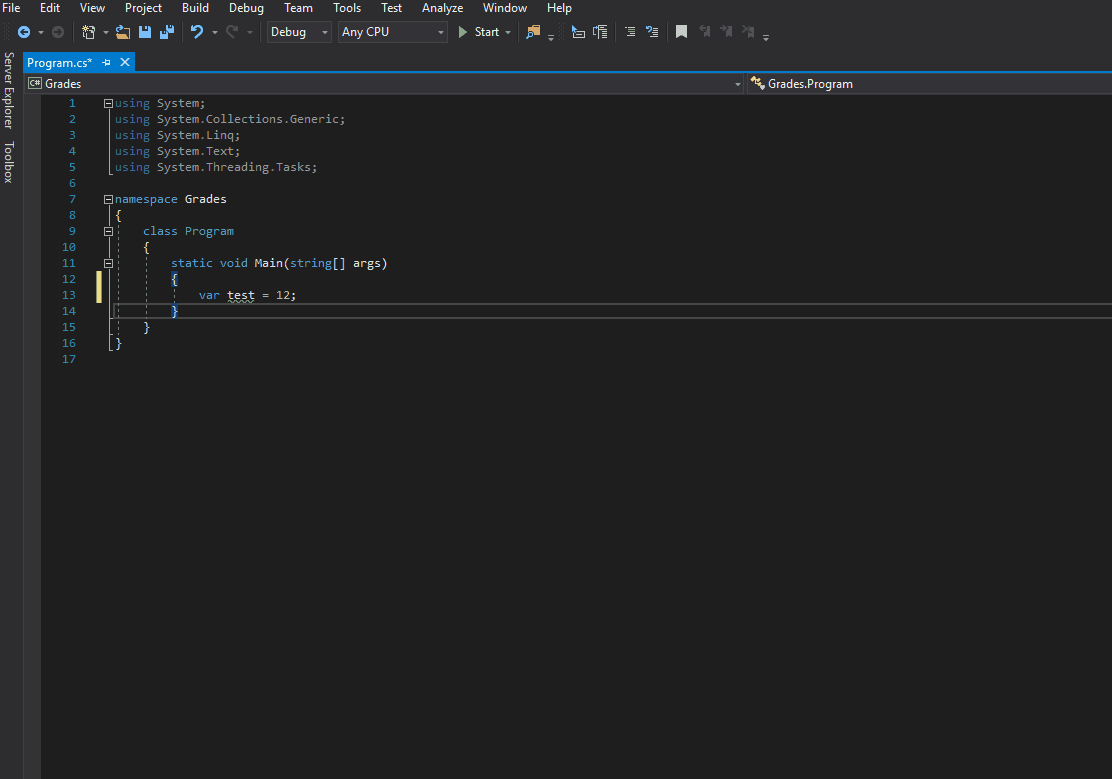 File Edit View Project Build Debug Team Tools Test Analyze Window Help
Debug Any CPU Start
Server Explorer
Toolbox
Program.cs*
C# Grades Grades.Program
1 using System;
2 using System.Collections.Generic;
3 using System.Linq;
4 using System.Text;
5 using System.Threading.Tasks;
6
7 namespace Grades
8 {
9 class Program
10 {
11 static void Main(string[] args)
12 {
13 var test = 12;
14 }
15 }
16 }
17